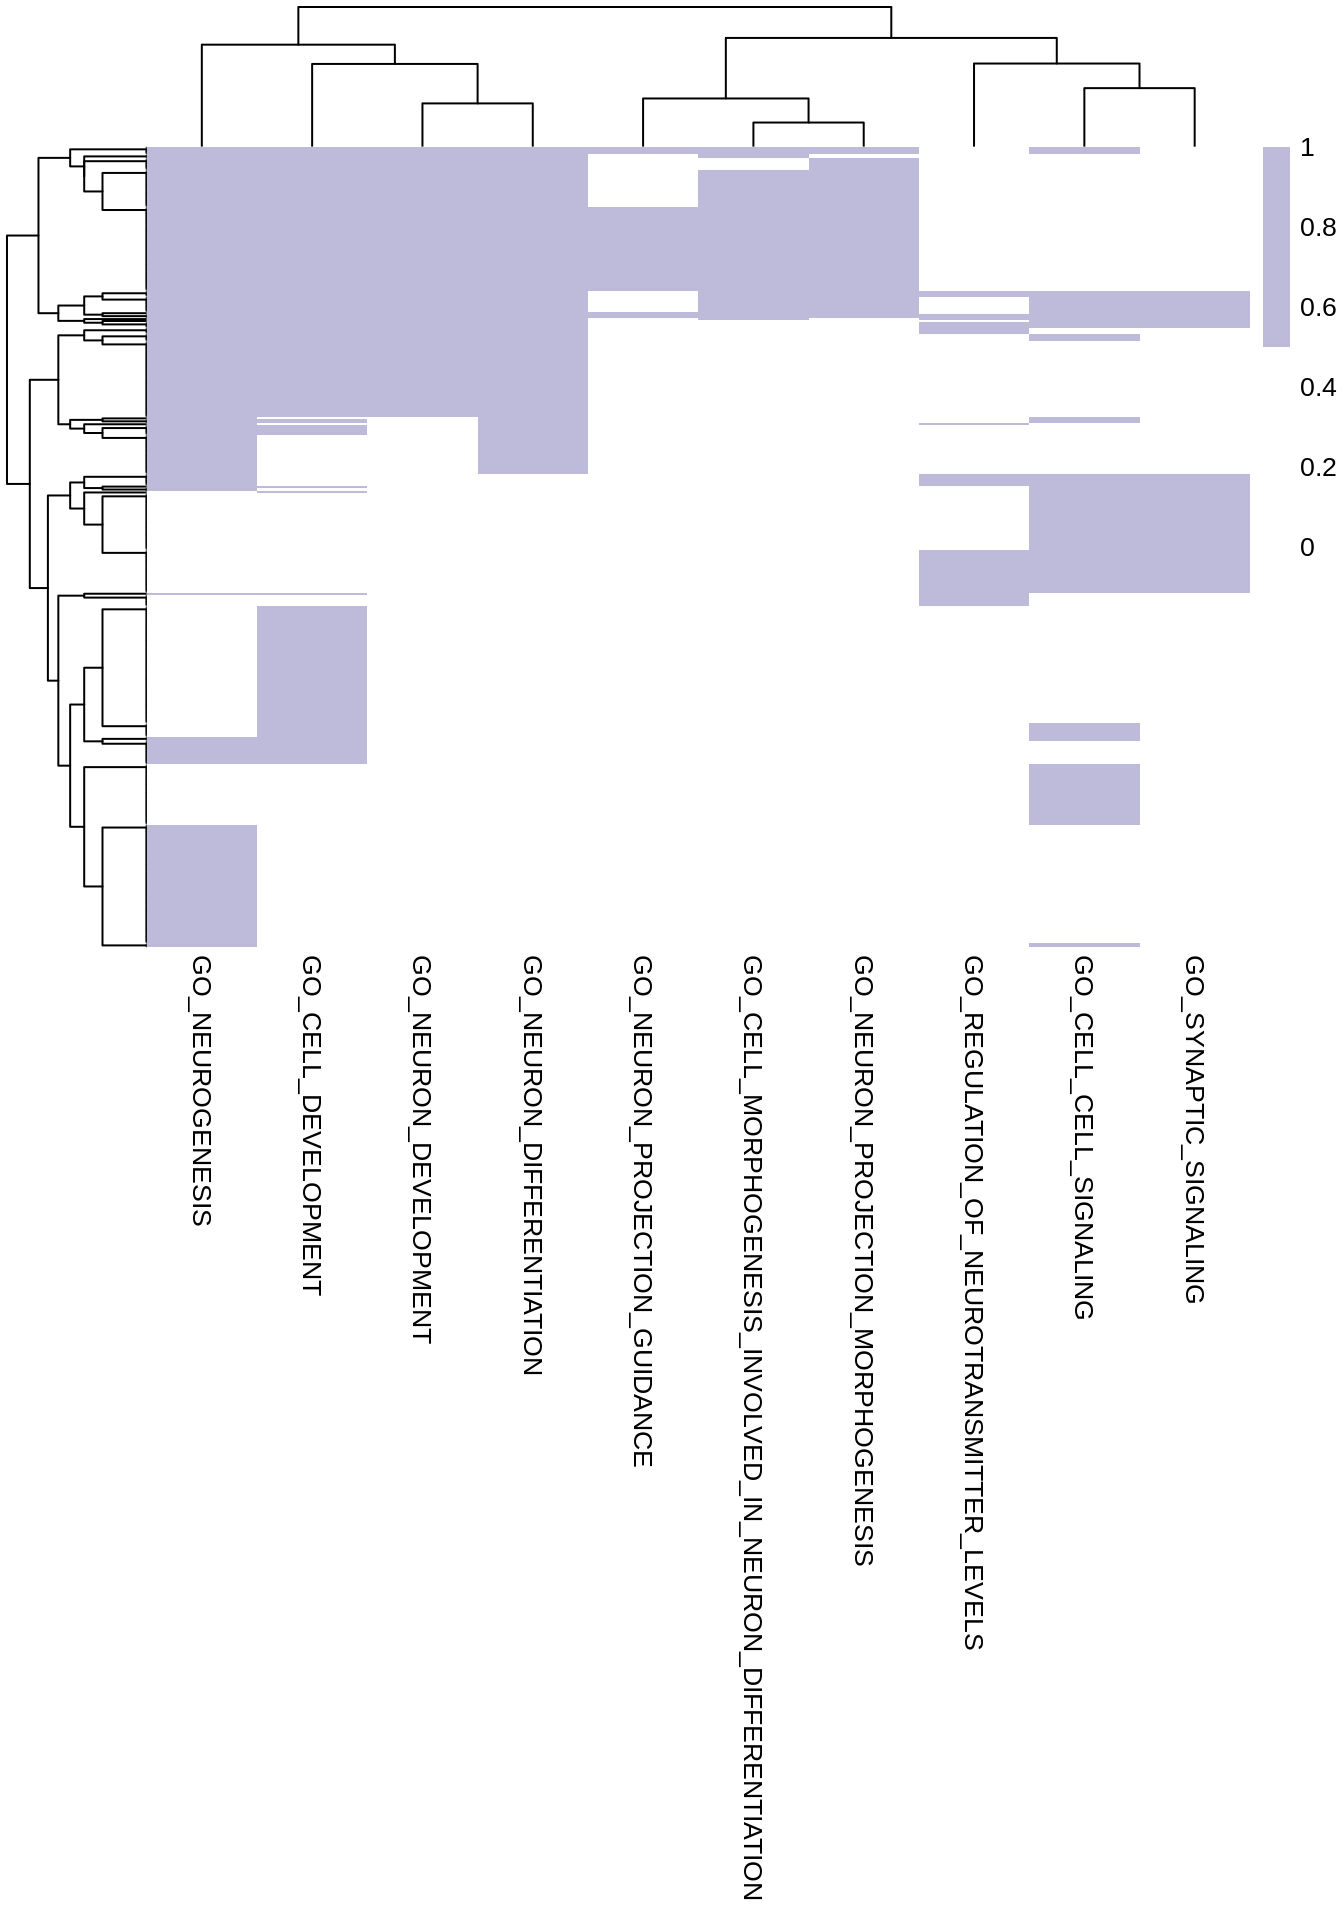 1
0.8
0.6
0.4
0.2
0
GO_NEUROGENESIS
GO_CELL_DEVELOPMENT
GO_NEURON_DEVELOPMENT
GO_NEURON_DIFFERENTIATION
GO_NEURON_PROJECTION_GUIDANCE
GO_CELL_MORPHOGENESIS_INVOLVED_IN_NEURON_DIFFERENTIATION
GO_NEURON_PROJECTION_MORPHOGENESIS
GO_REGULATION_OF_NEUROTRANSMITTER_LEVELS
GO_CELL_CELL_SIGNALING
GO_SYNAPTIC_SIGNALING